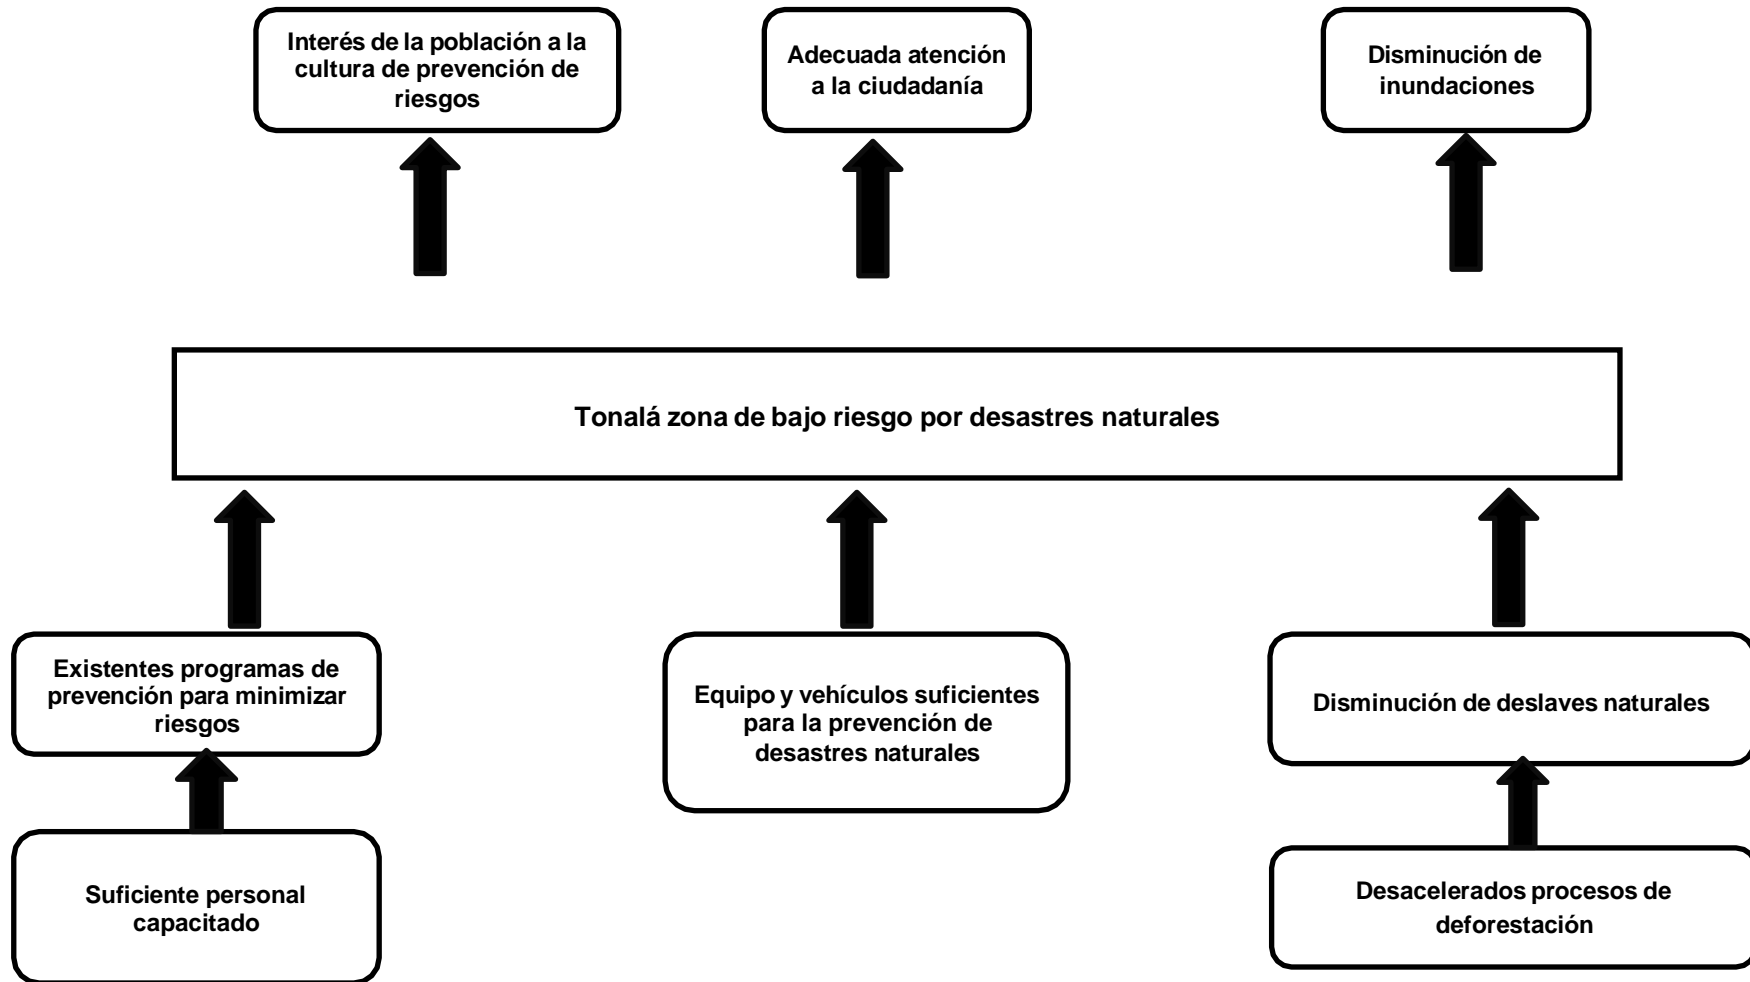 Interés de la población a la
cultura de prevención de
riesgos
Adecuada atención
a la ciudadanía
Disminución de
inundaciones
Tonalá zona de bajo riesgo por desastres naturales
Existentes programas de
prevención para minimizar
riesgos
Equipo y vehículos suficientes
para la prevención de
desastres naturales
Disminución de deslaves naturales
Suficiente personal
capacitado
Desacelerados procesos de
deforestación